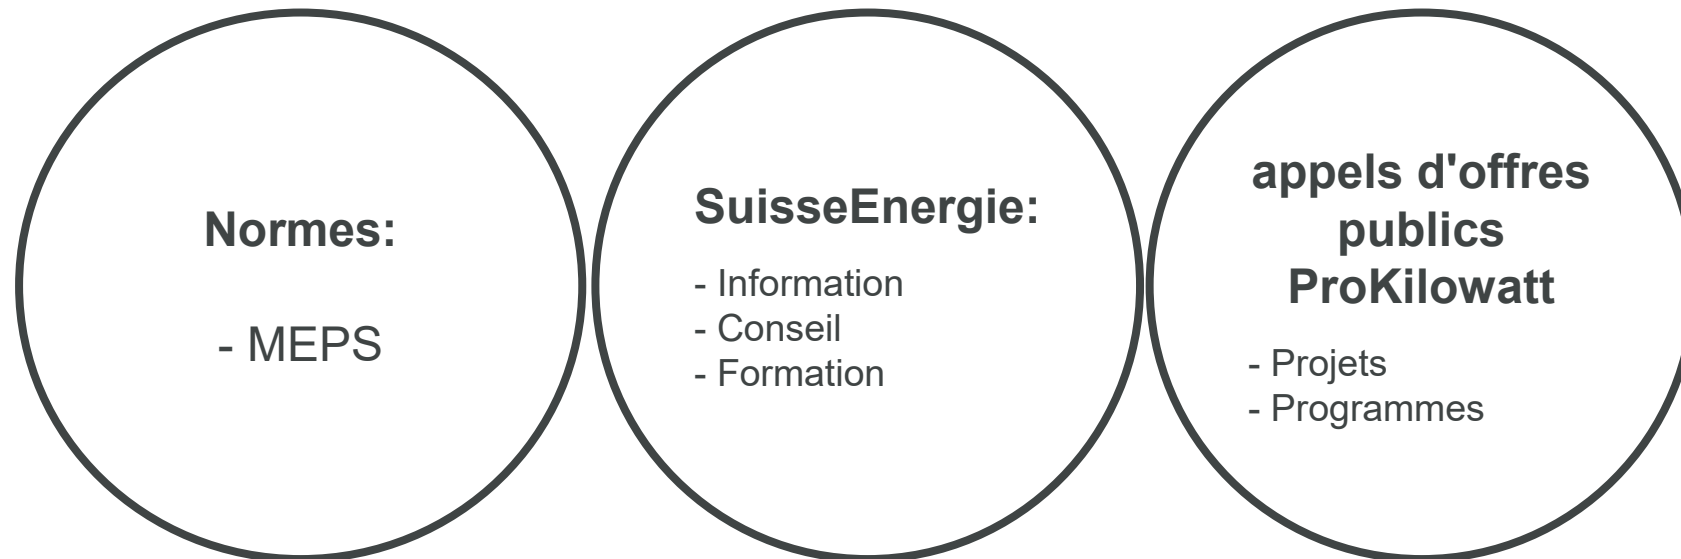 Normes:
- MEPS
SuisseEnergie:
- Information
- Conseil
- Formation
appels d'offres
publics
ProKilowatt
- Projets
- Programmes